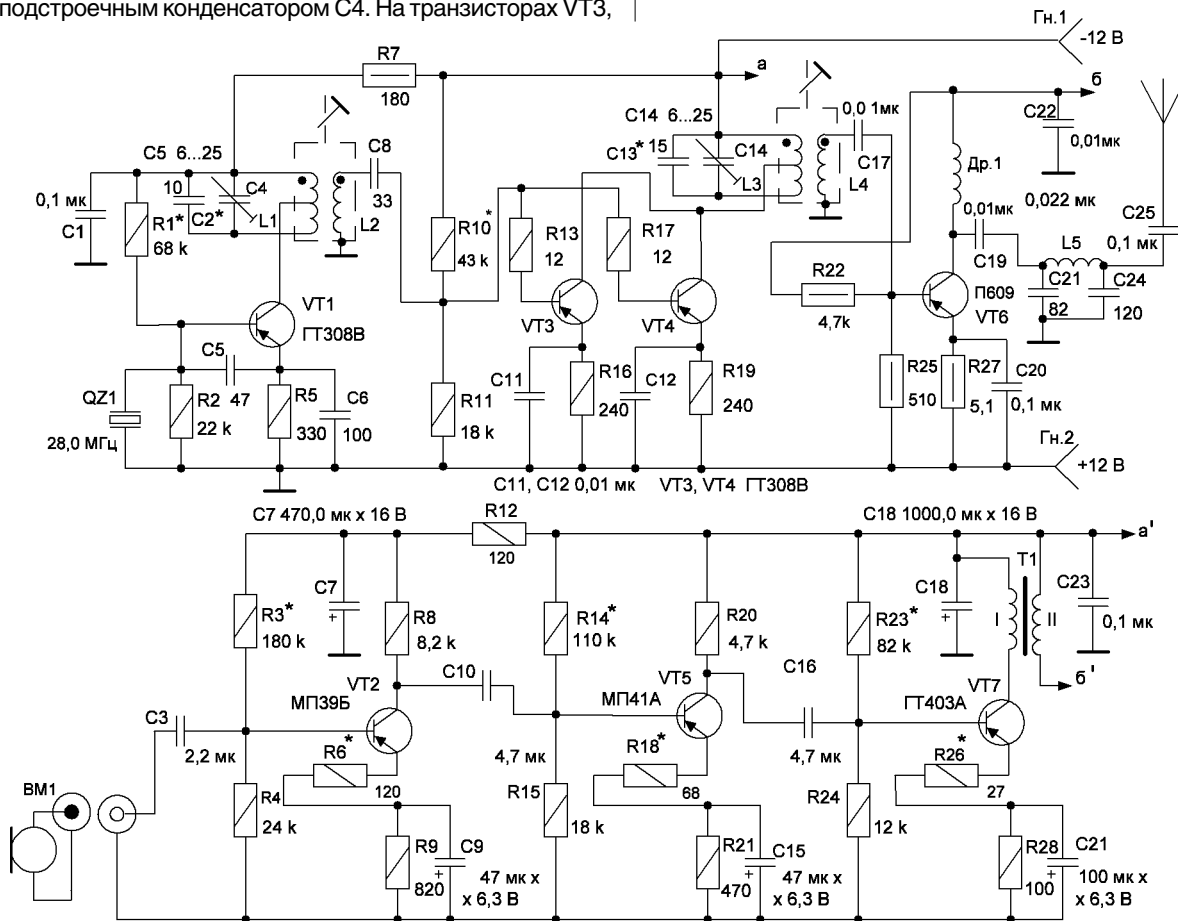 подстроечным конденсатором С4. На транзисторах VT3,
Гн.1
-12 В
R7
180
а
б
C5 6...25
C8
33
C14 6...25
C13* 15
C14
0,0 1мк
C17
L3
L4
C22
0,01мк
Др.1
0,022 мк
C25
0,1 мк
0,1 мк
C1
R1*
68 k
10
C2*
C4
L1
L2
R10*
43 k
R13
12
R17
12
0,01мк
C19
L5
R22
4,7k
П609
VT6
C21
82
C24
120
VT1
ГТ308В
VT3
VT4
C5
47
QZ1
28,0 МГц
R2
22 k
R5
330
C6
100
R11
18 k
C11
R16
240
C12
R19
240
R25
510
R27
5,1
C20
0,1 мк
Гн.2
+12 В
C11, C12 0,01 мк
VT3, VT4 ГТ308В
C7 470,0 мк x 16 В
R12
120
C18 1000,0 мк x 16 В
а'
T1
R3*
180 k
C7
+
R8
8,2 k
R14*
110 k
R20
4,7 k
R23*
82 k
C18
+
I
II
C23
0,1 мк
б'
VT2
МП39Б
C10
VT5
МП41А
C16
VT7
ГТ403А
C3
2,2 мк
R6*
120
4,7 мк
R18*
68
4,7 мк
R26*
27
BM1
R4
24 k
R15
18 k
R24
12 k
R9
820
C9
+
47 мк x
x 6,3 В
R21
470
C15
+
47 мк x
x 6,3 В
R28
100
C21
+
100 мк x
x 6,3 В